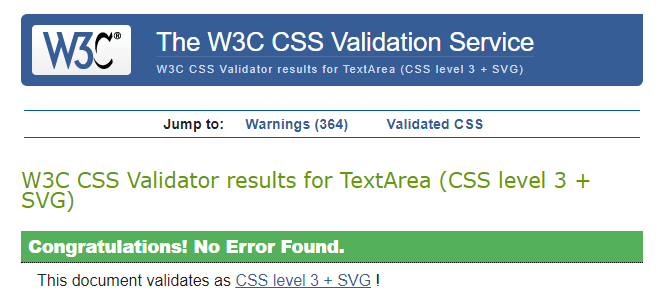 W3C®
The W3C CSS Validation Service
W3C CSS Validator results for TextArea (CSS level 3 + SVG)
Jump to: Warnings (364) Validated CSS
W3C CSS Validator results for TextArea (CSS level 3 +
SVG)
Congratulations! No Error Found.
This document validates as CSS level 3 + SVG !